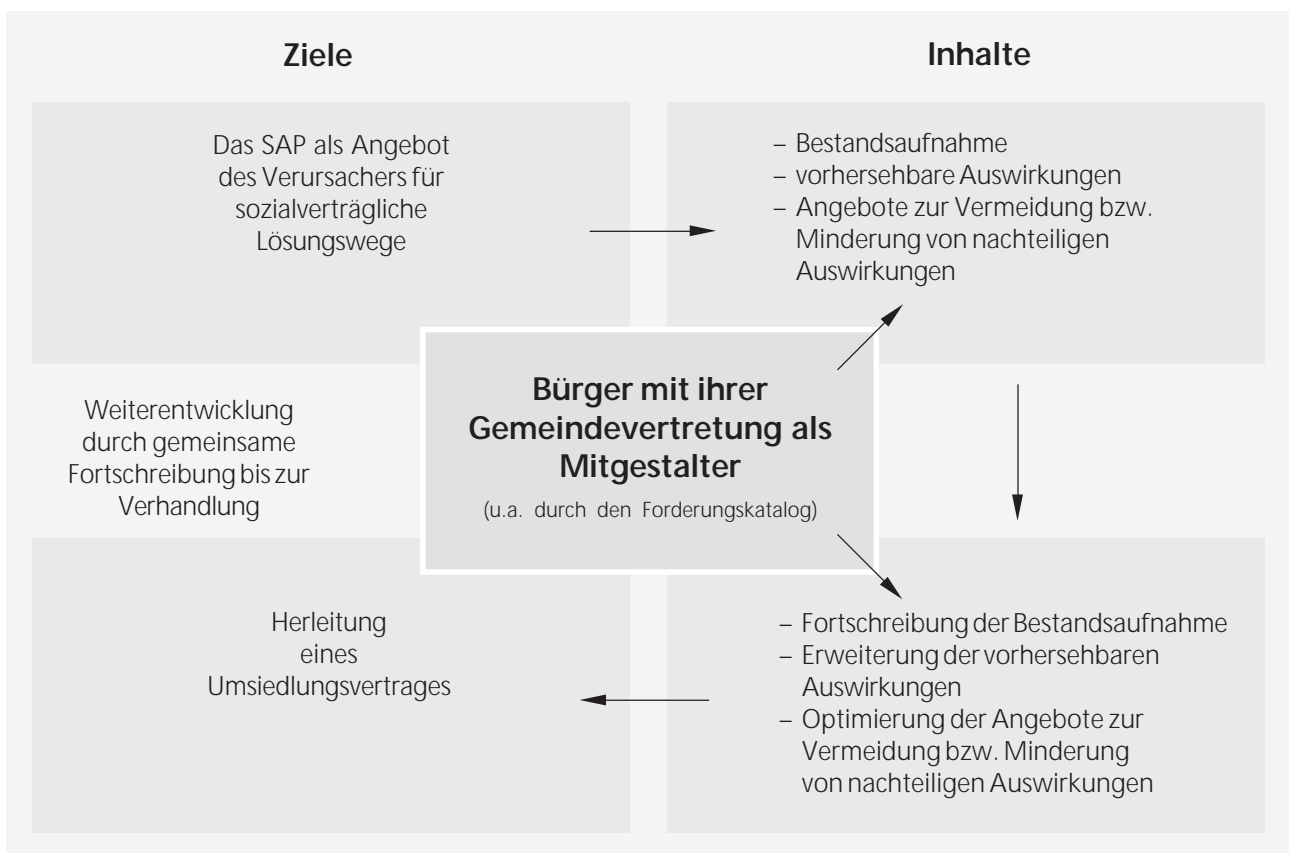 Ziele
Inhalte
Das SAP als Angebot
des Verursachers für
sozialverträgliche
Lösungswege
– Bestandsaufnahme
– vorhersehbare Auswirkungen
– Angebote zur Vermeidung bzw.
Minderung von nachteiligen
Auswirkungen
Weiterentwicklung
durch gemeinsame
Fortschreibung bis zur
Verhandlung
Bürger mit ihrer
Gemeindevertretung als
Mitgestalter
(u.a. durch den Forderungskatalog)
Herleitung
eines
Umsiedlungsvertrages
– Fortschreibung der Bestandsaufnahme
– Erweiterung der vorhersehbaren
Auswirkungen
– Optimierung der Angebote zur
Vermeidung bzw. Minderung
von nachteiligen Auswirkungen